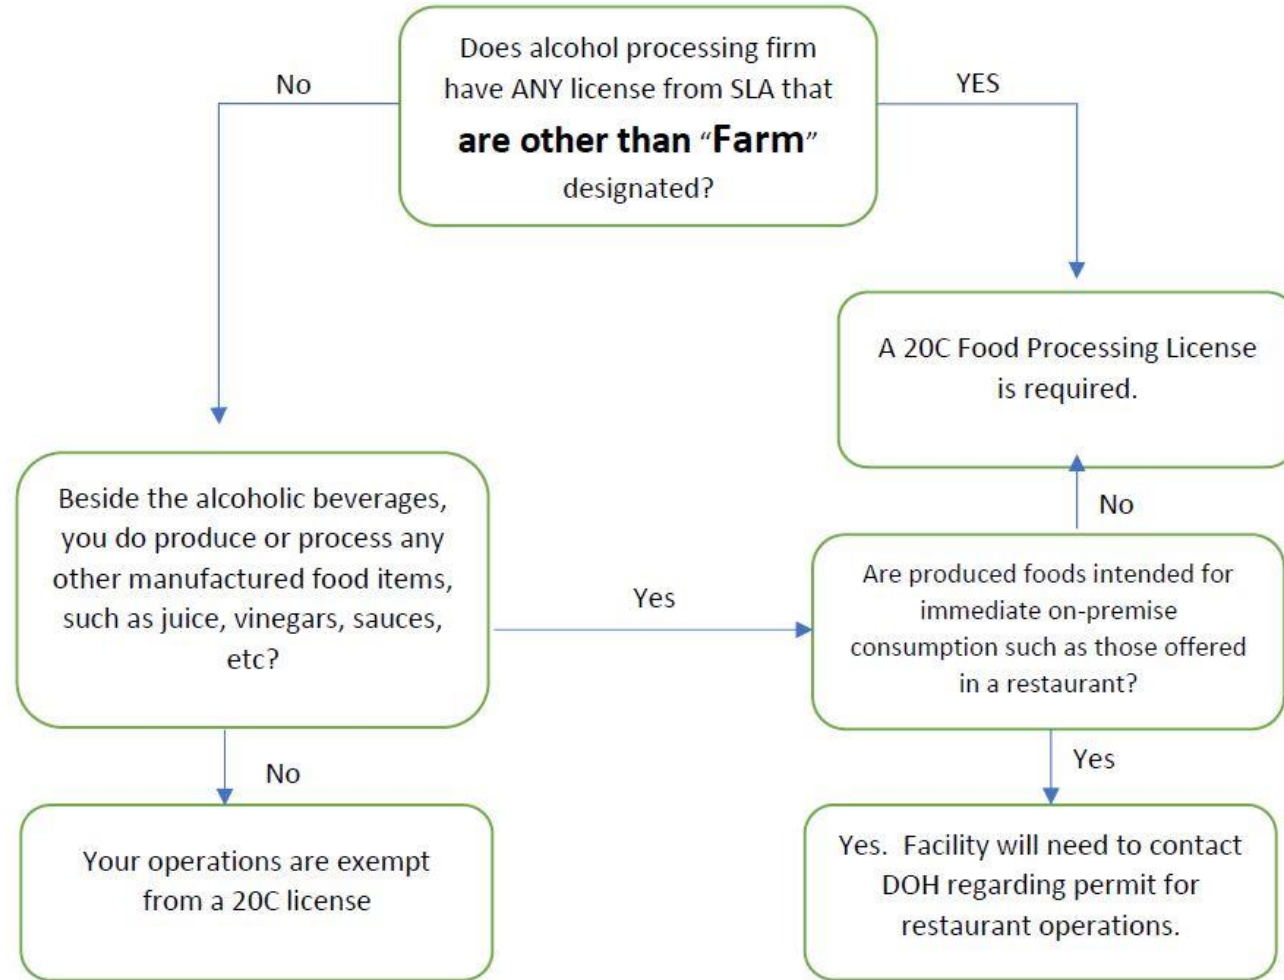 Does alcohol processing firm
have ANY license from SLA that
are other than “Farm”
designated?
No
YES
A 20C Food Processing License
is required.
Beside the alcoholic beverages,
you do produce or process any
other manufactured food items,
such as juice, vinegars, sauces,
etc?
Yes
No
Are produced foods intended for
immediate on-premise
consumption such as those offered
in a restaurant?
No
Yes
Your operations are exempt
from a 20C license
Yes.  Facility will need to contact
DOH regarding permit for
restaurant operations.